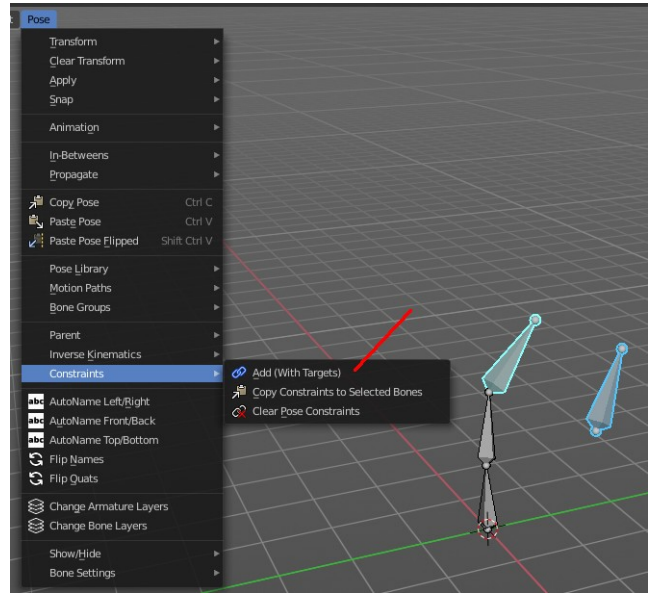 Pose
Transform
Clear Transform
Apply
Snap
Animation
In-Betweens
Propagate
Copy Pose Ctrl C
Paste Pose Ctrl V
Paste Pose Flipped Shift Ctrl V
Pose Library
Motion Paths
Bone Groups
Parent
Inverse Kinematics
Constraints
Add (With Targets)
Copy Constraints to Selected Bones
Clear Pose Constraints
abc AutoName Left/Right
abc AutoName Front/Back
abc AutoName Top/Bottom
Flip Names
Flip Quats
Change Armature Layers
Change Bone Layers
Show/Hide
Bone Settings